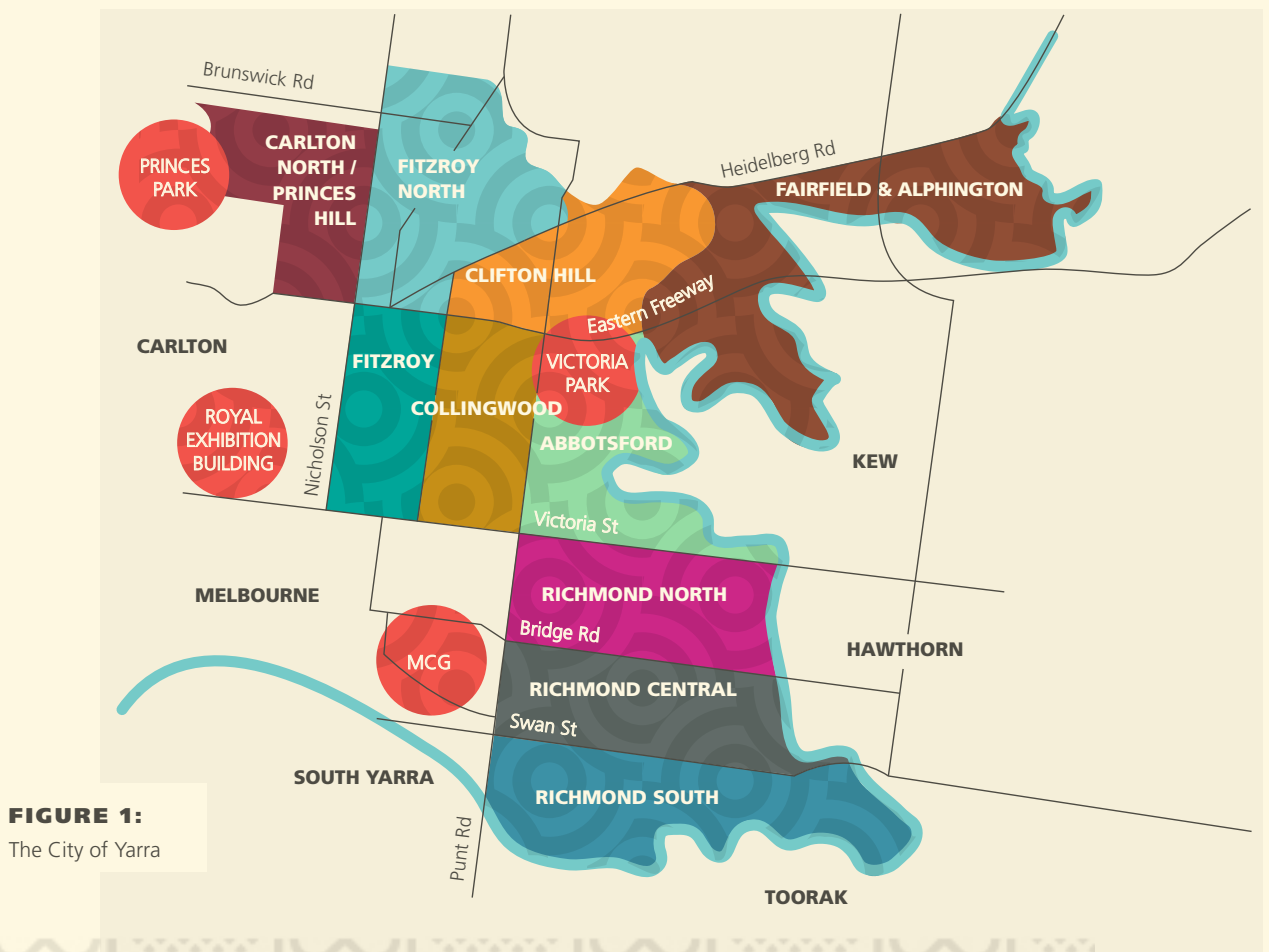 Brunswick Rd
CARLTON
NORTH /
PRINCES
HILL
PRINCES
PARK
FITZROY
NORTH
Heidelberg Rd
FAIRFIELD & ALPHINGTON
CLIFTON HILL
Eastern Freeway
CARLTON
FITZROY
VICTORIA
PARK
COLLINGWOOD
ROYAL
EXHIBITION
BUILDING
Nicholson St
ABBOTSFORD
KEW
Victoria St
MELBOURNE
RICHMOND NORTH
Bridge Rd
HAWTHORN
MCG
RICHMOND CENTRAL
Swan St
SOUTH YARRA
RICHMOND SOUTH
Punt Rd
TOORAK
FIGURE 1:
The City of Yarra